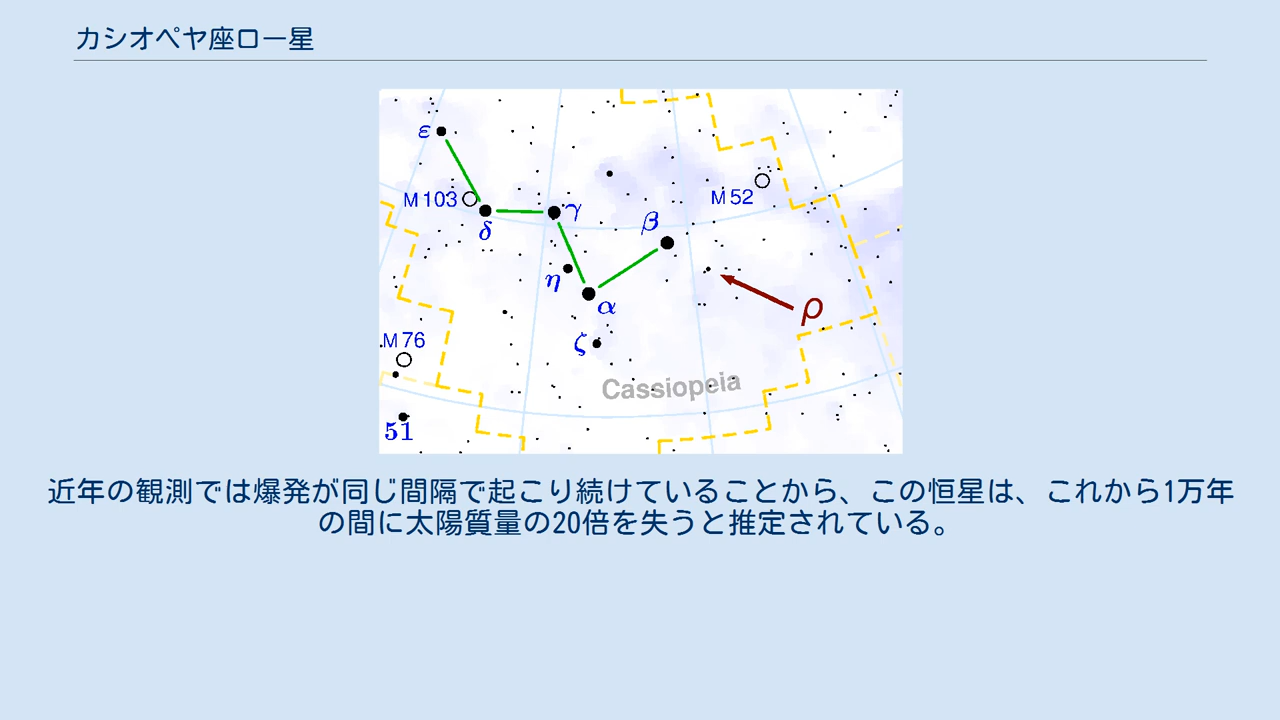 カシオペヤ座ロー星
ε
M 103
δ
γ
β
M 52
η
α
ρ
ζ
M 76
Cassiopeia
51
近年の観測では爆発が同じ間隔で起こり続けていることから、この恒星は、これから1万年
の間に太陽質量の20倍を失うと推定されている。